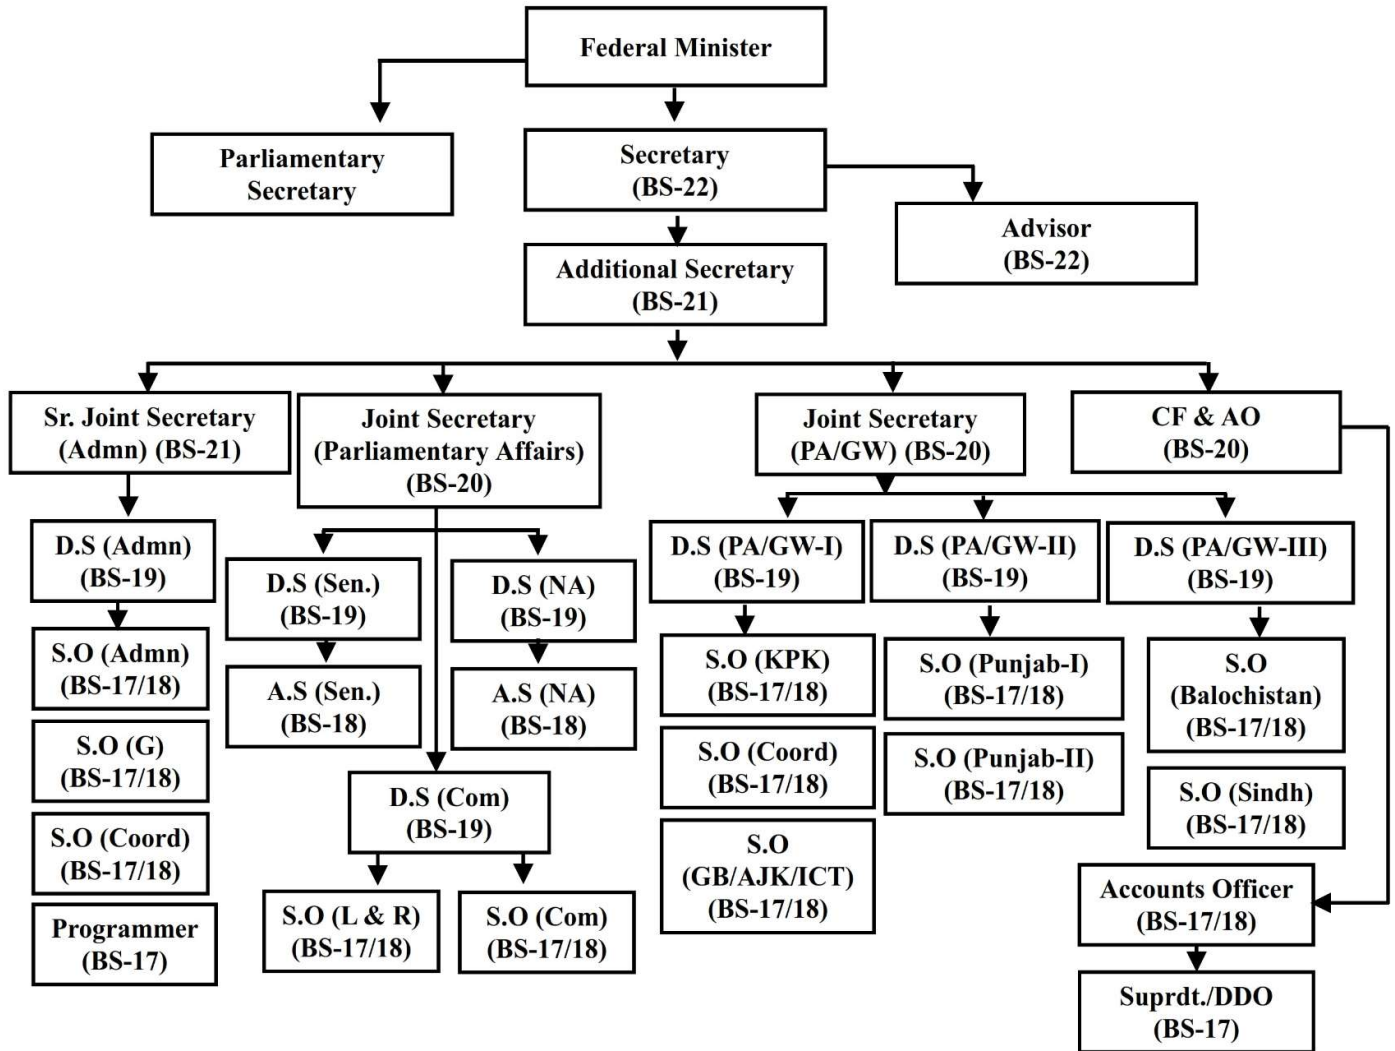 Federal Minister
Parliamentary
Secretary
Secretary
(BS-22)
Advisor
(BS-22)
Additional Secretary
(BS-21)
Sr. Joint Secretary
(Admn) (BS-21)
Joint Secretary
(Parliamentary Affairs)
(BS-20)
Joint Secretary
(PA/GW) (BS-20)
CF & AO
(BS-20)
D.S (Admn)
(BS-19)
S.O (Admn)
(BS-17/18)
S.O (G)
(BS-17/18)
S.O (Coord)
(BS-17/18)
Programmer
(BS-17)
D.S (Sen.)
(BS-19)
A.S (Sen.)
(BS-18)
D.S (NA)
(BS-19)
A.S (NA)
(BS-18)
D.S (Com)
(BS-19)
S.O (L & R)
(BS-17/18)
S.O (Com)
(BS-17/18)
D.S (PA/GW-I)
(BS-19)
S.O (KPK)
(BS-17/18)
S.O (Coord)
(BS-17/18)
S.O
(GB/AJK/ICT)
(BS-17/18)
D.S (PA/GW-II)
(BS-19)
S.O (Punjab-I)
(BS-17/18)
S.O (Punjab-II)
(BS-17/18)
D.S (PA/GW-III)
(BS-19)
S.O
(Balochistan)
(BS-17/18)
S.O (Sindh)
(BS-17/18)
Accounts Officer
(BS-17/18)
Suprdt./DDO
(BS-17)